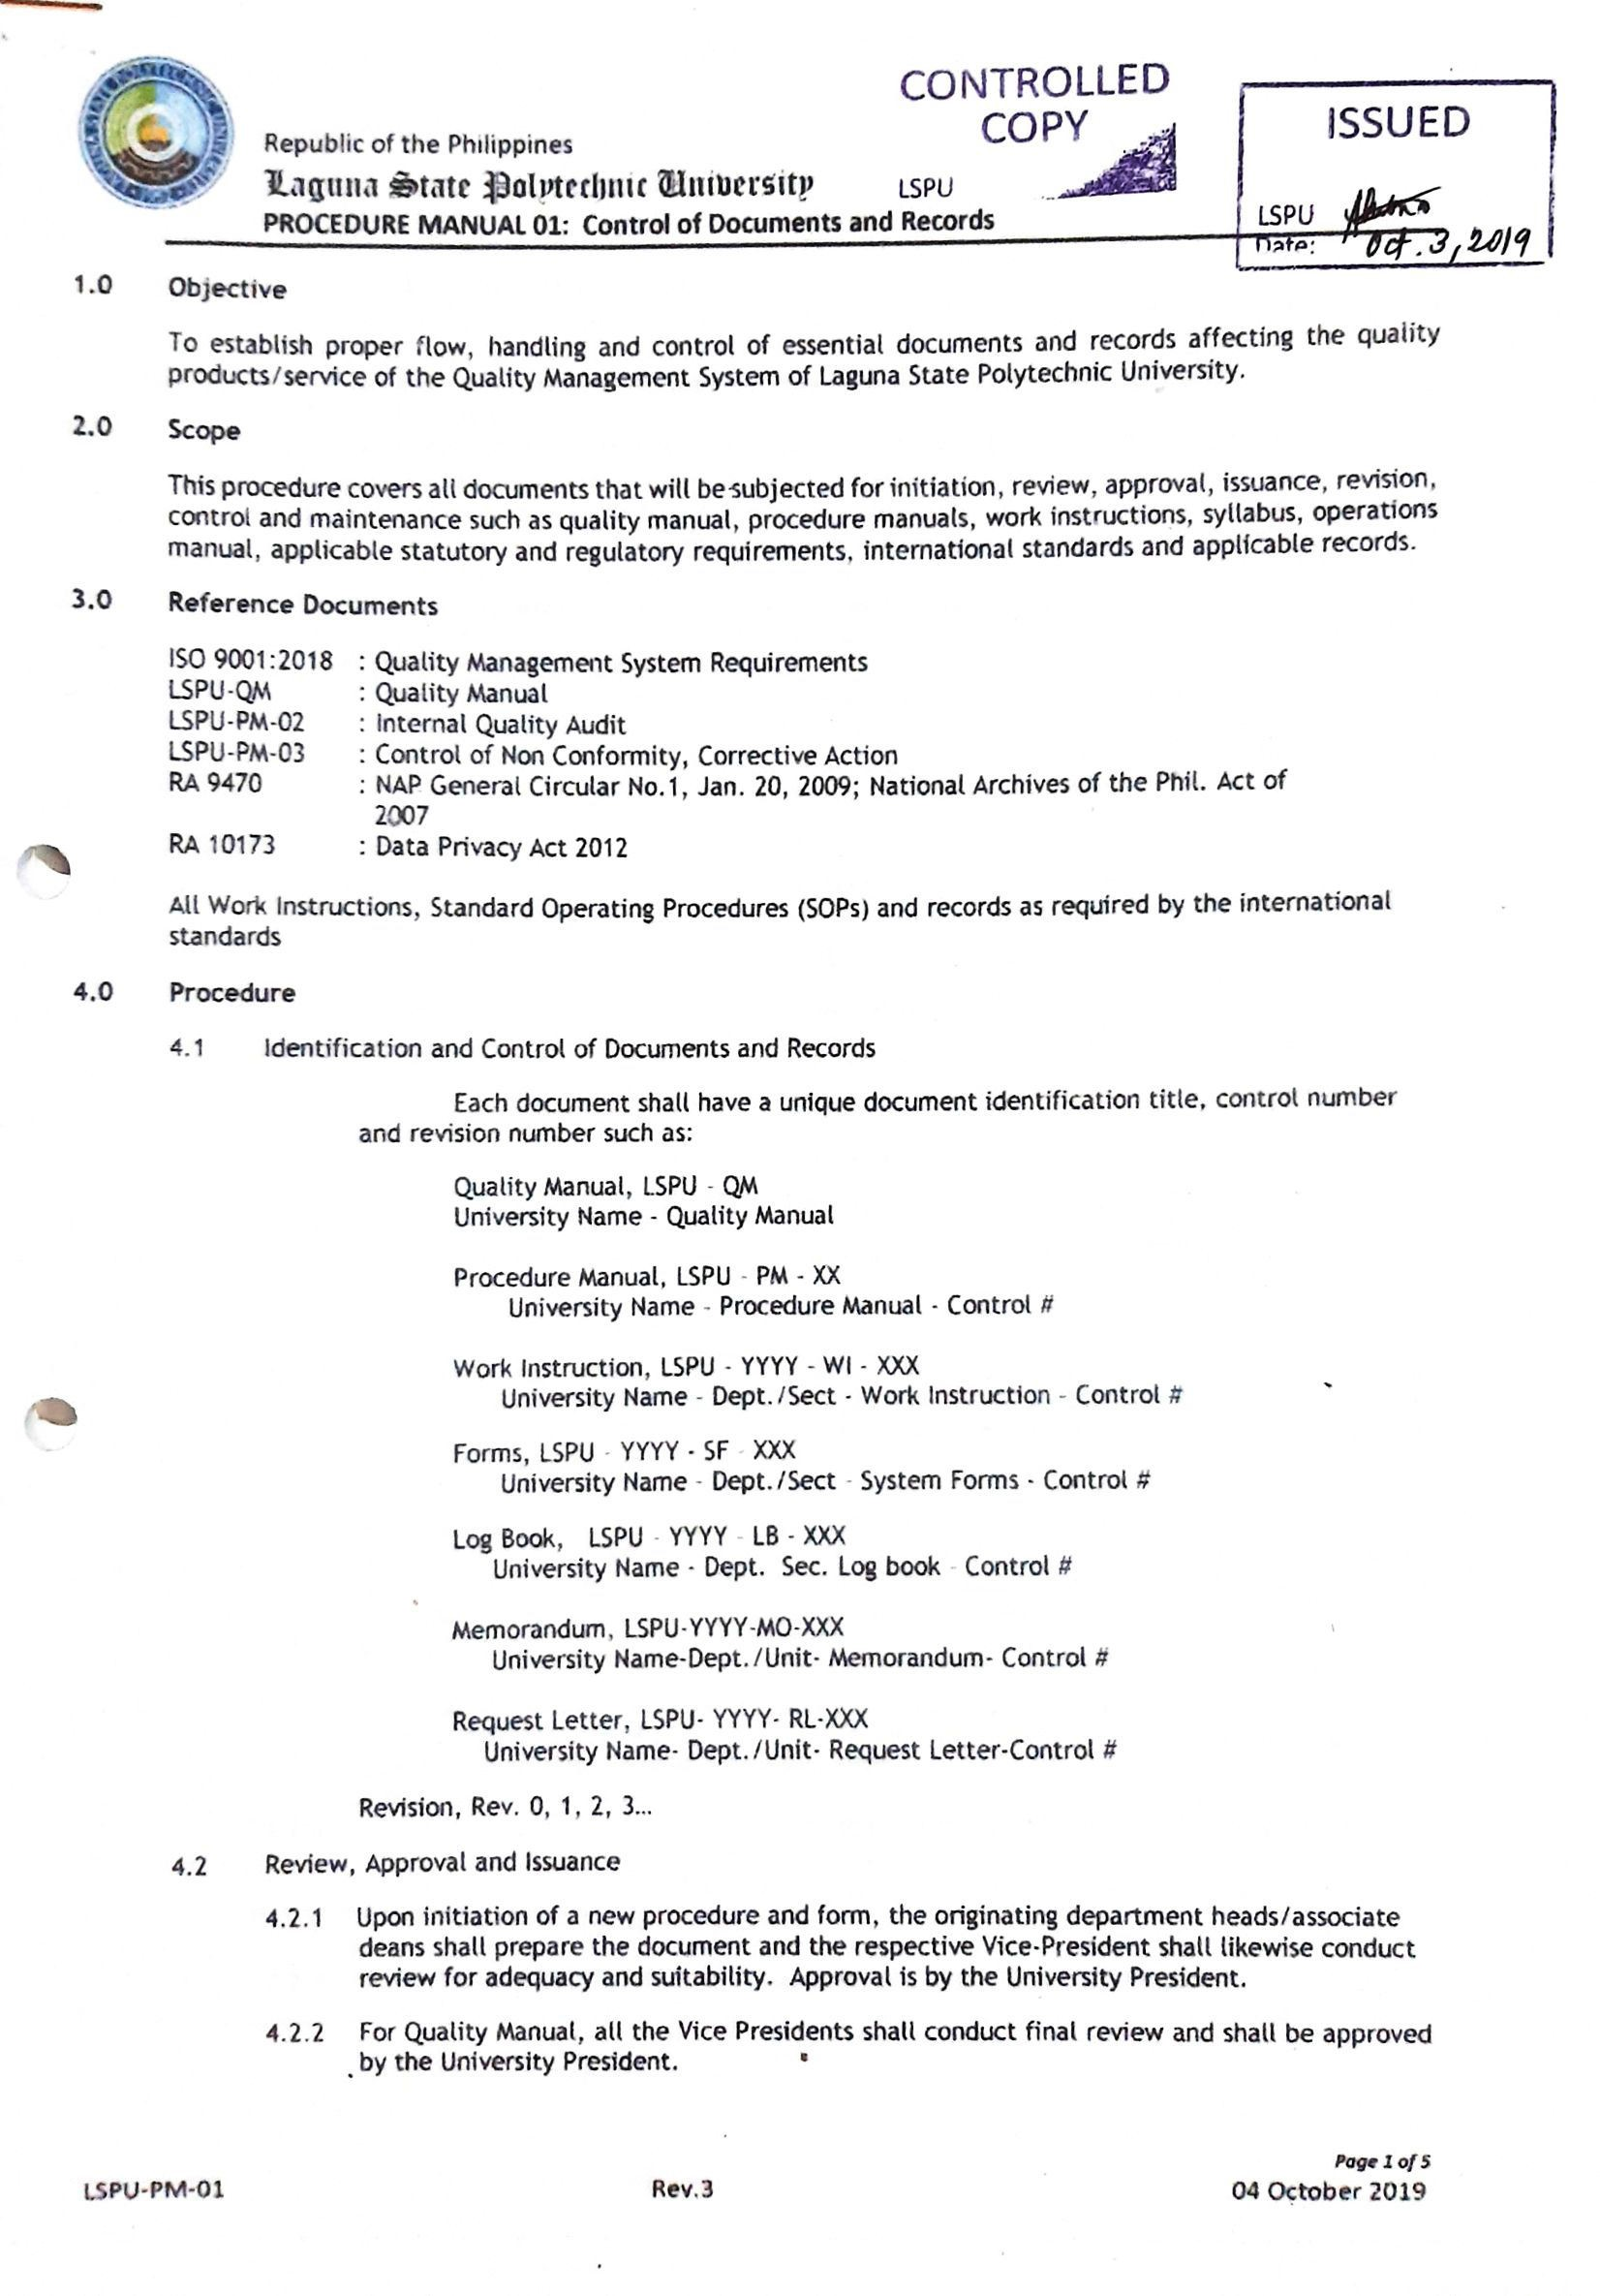 CONTROLLED
COPY
ISSUED
Republic of the Philippines
Laguna State Polytechnic University
LSPU
LSPU
PROCEDURE MANUAL 01: Control of Documents and Records
Date: Oct. 3, 2019
1.0 Objective
To establish proper flow, handling and control of essential documents and records affecting the quality
products/service of the Quality Management System of Laguna State Polytechnic University.
2.0 Scope
This procedure covers all documents that will be subjected for initiation, review, approval, issuance, revision,
control and maintenance such as quality manual, procedure manuals, work instructions, syllabus, operations
manual, applicable statutory and regulatory requirements, international standards and applicable records.
3.0 Reference Documents
ISO 9001:2018 : Quality Management System Requirements
LSPU-QM : Quality Manual
LSPU-PM-02 : Internal Quality Audit
LSPU-PM-03 : Control of Non Conformity, Corrective Action
RA 9470 : NAP General Circular No.1, Jan. 20, 2009; National Archives of the Phil. Act of
2007
RA 10173 : Data Privacy Act 2012
All Work Instructions, Standard Operating Procedures (SOPs) and records as required by the international
standards
4.0 Procedure
4.1 Identification and Control of Documents and Records
Each document shall have a unique document identification title, control number
and revision number such as:
Quality Manual, LSPU - QM
University Name - Quality Manual
Procedure Manual, LSPU - PM - XX
University Name - Procedure Manual - Control #
Work Instruction, LSPU - YYYY - WI - XXX
University Name - Dept./Sect - Work Instruction - Control #
Forms, LSPU - YYYY - SF - XXX
University Name - Dept./Sect - System Forms - Control #
Log Book, LSPU - YYYY - LB - XXX
University Name - Dept. Sec. Log book - Control #
Memorandum, LSPU-YYYY-MO-XXX
University Name-Dept./Unit- Memorandum- Control #
Request Letter, LSPU- YYYY- RL-XXX
University Name- Dept./Unit- Request Letter-Control #
Revision, Rev. 0, 1, 2, 3...
4.2 Review, Approval and Issuance
4.2.1 Upon initiation of a new procedure and form, the originating department heads/associate
deans shall prepare the document and the respective Vice-President shall likewise conduct
review for adequacy and suitability. Approval is by the University President.
4.2.2 For Quality Manual, all the Vice Presidents shall conduct final review and shall be approved
by the University President.
Page 1 of 5
LSPU-PM-01 Rev.3 04 October 2019